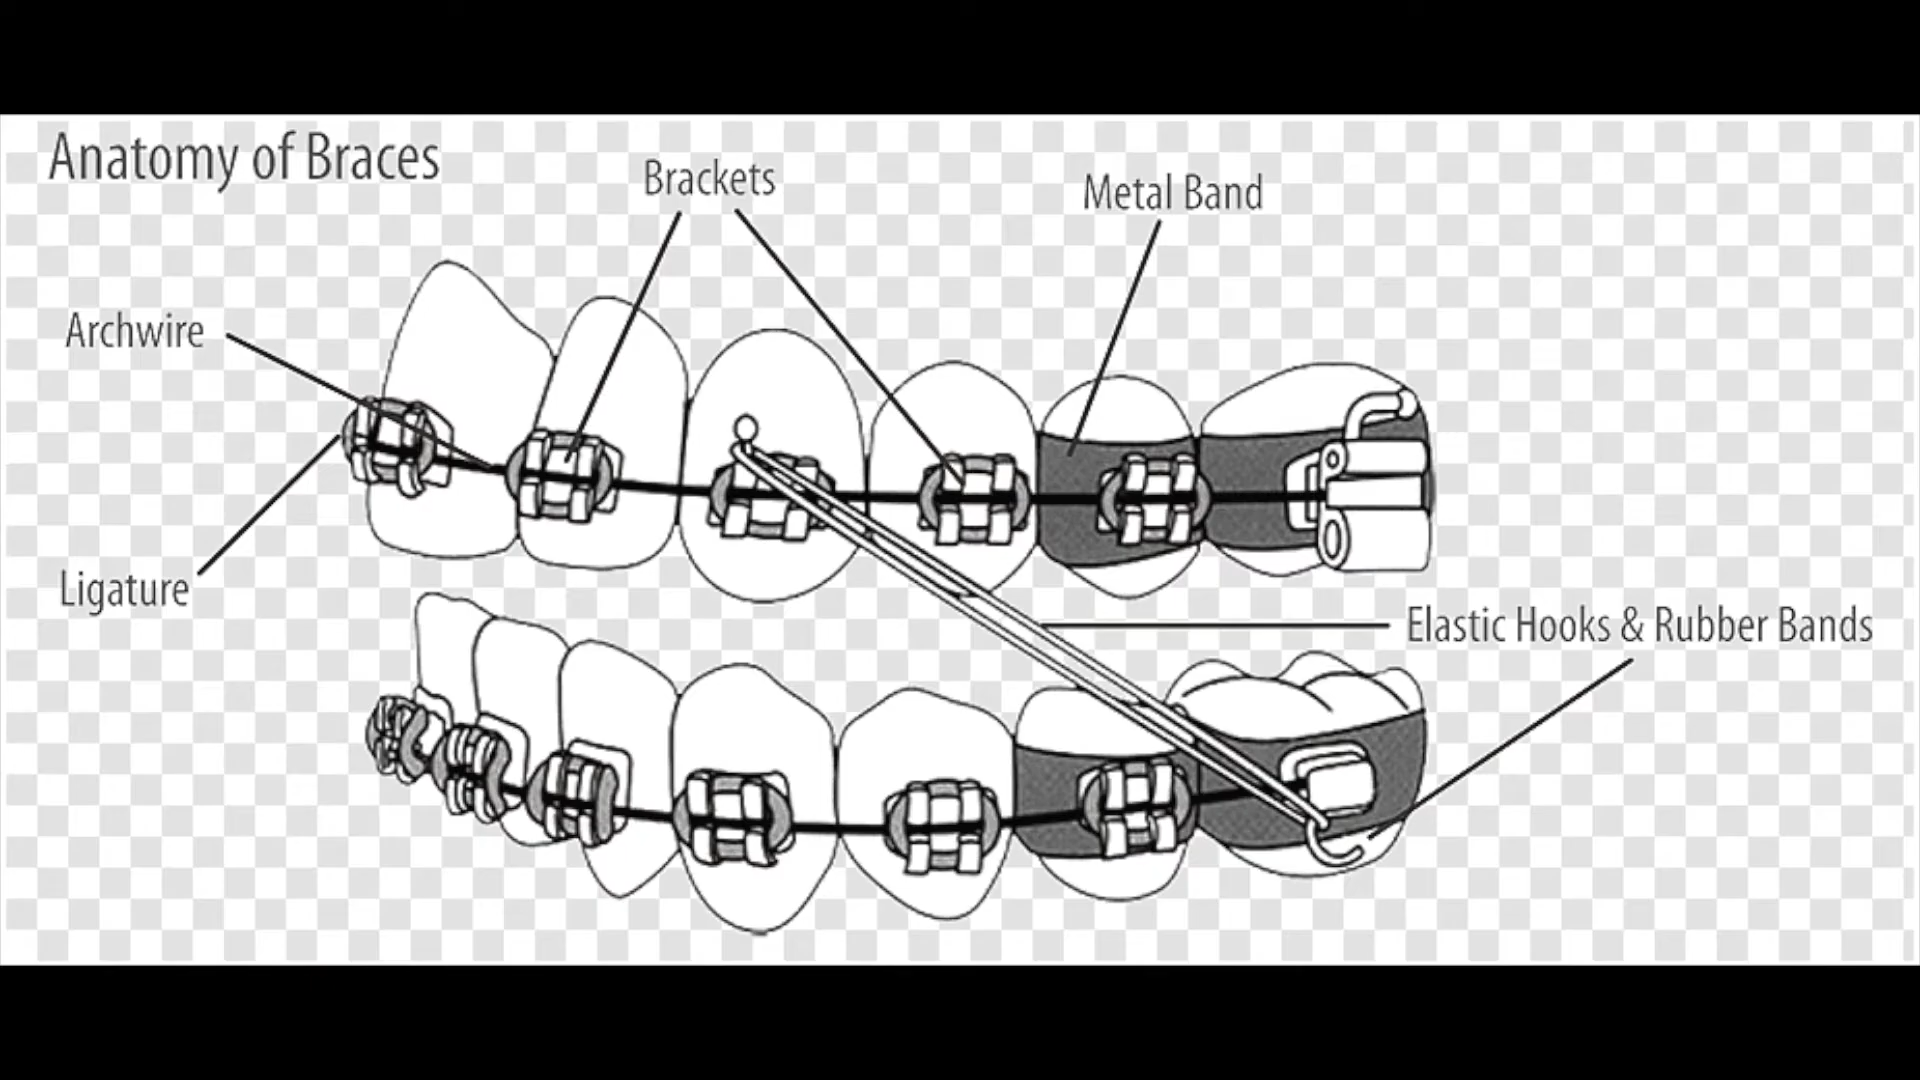 Anatomy of Braces
Brackets
Metal Band
Archwire
Ligature
Elastic Hooks & Rubber Bands